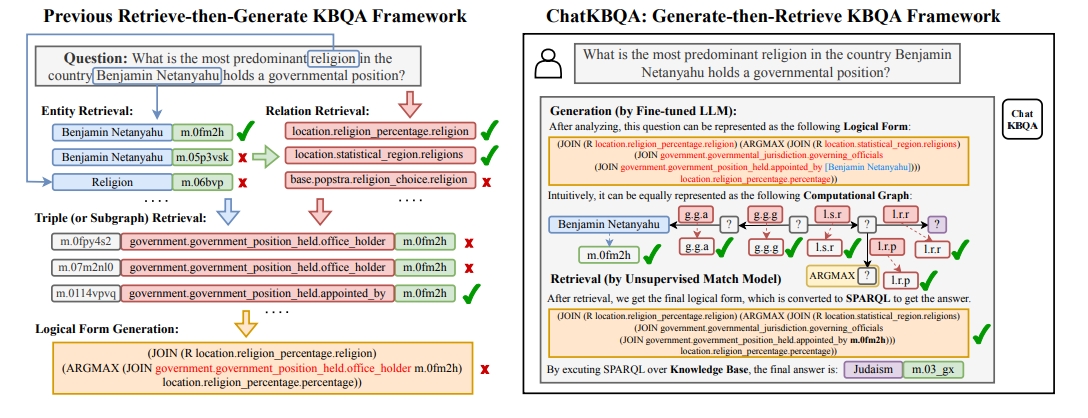 Previous Retrieve-then-Generate KBQA Framework
Question: What is the most predominant religion in the
country Benjamin Netanyahu holds a governmental position?
Entity Retrieval:
Benjamin Netanyahu m.0fm2h
Benjamin Netanyahu m.05p3vsk
Religion m.06bvp
....
Relation Retrieval:
location.religion_percentage.religion
location.statistical_region.religions
base.popstra.religion_choice.religion
....
Triple (or Subgraph) Retrieval:
m.0fpy4s2 government.government_position_held.office_holder m.0fm2h
m.07m2nl0 government.government_position_held.office_holder m.0fm2h
m.0114vpvq government.government_position_held.appointed_by m.0fm2h
....
Logical Form Generation:
(JOIN (R location.religion_percentage.religion)
(ARGMAX (JOIN government.government_position_held.office_holder m.0fm2h)
location.religion_percentage.percentage))
ChatKBQA: Generate-then-Retrieve KBQA Framework
What is the most predominant religion in the country Benjamin
Netanyahu holds a governmental position?
Chat
KBQA
Generation (by Fine-tuned LLM):
After analyzing, this question can be represented as the following Logical Form:
(JOIN (R location.religion_percentage.religion) (ARGMAX (JOIN (R location.statistical_region.religions)
(JOIN government.governmental_jurisdiction.governing_officials
(JOIN government.government_position_held.appointed_by [Benjamin Netanyahu])))
location.religion_percentage.percentage))
Intuitively, it can be equally represented as the following Computational Graph:
Benjamin Netanyahu g.g.a ? g.g.g ? l.s.r ? l.r.r ?
m.0fm2h g.g.a g.g.g l.s.r l.r.p l.r.r
ARGMAX ? l.r.p
Retrieval (by Unsupervised Match Model)
After retrieval, we get the final logical form, which is converted to SPARQL to get the answer.
(JOIN (R location.religion_percentage.religion) (ARGMAX (JOIN (R location.statistical_region.religions)
(JOIN government.governmental_jurisdiction.governing_officials
(JOIN government.government_position_held.appointed_by m.0fm2h)))
location.religion_percentage.percentage))
By excuting SPARQL over Knowledge Base, the final answer is: Judaism m.03_gx